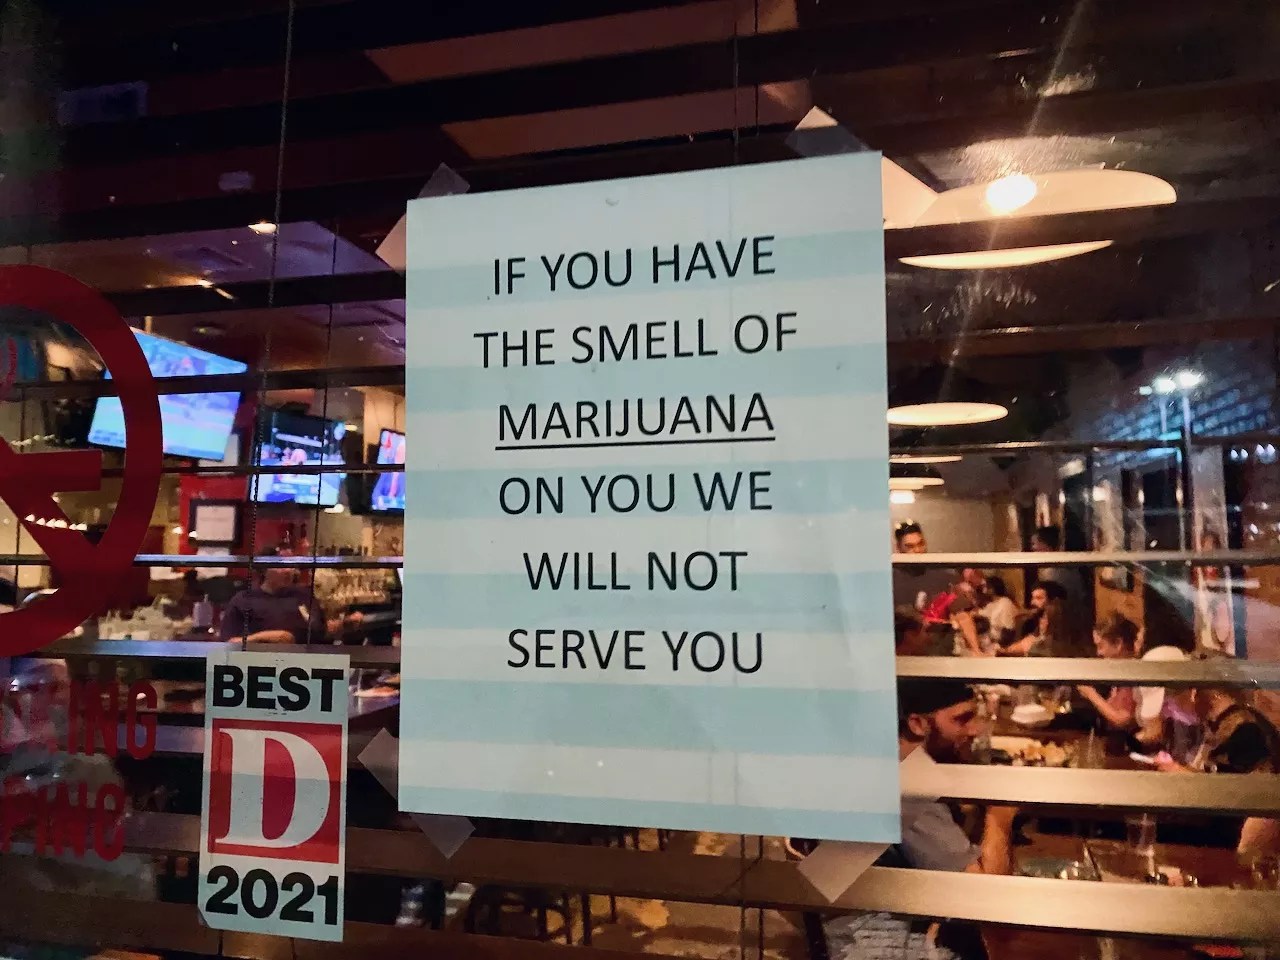 IF YOU HAVE
THE SMELL OF
MARIJUANA
ON YOU WE
WILL NOT
SERVE YOU
BEST
D
2021